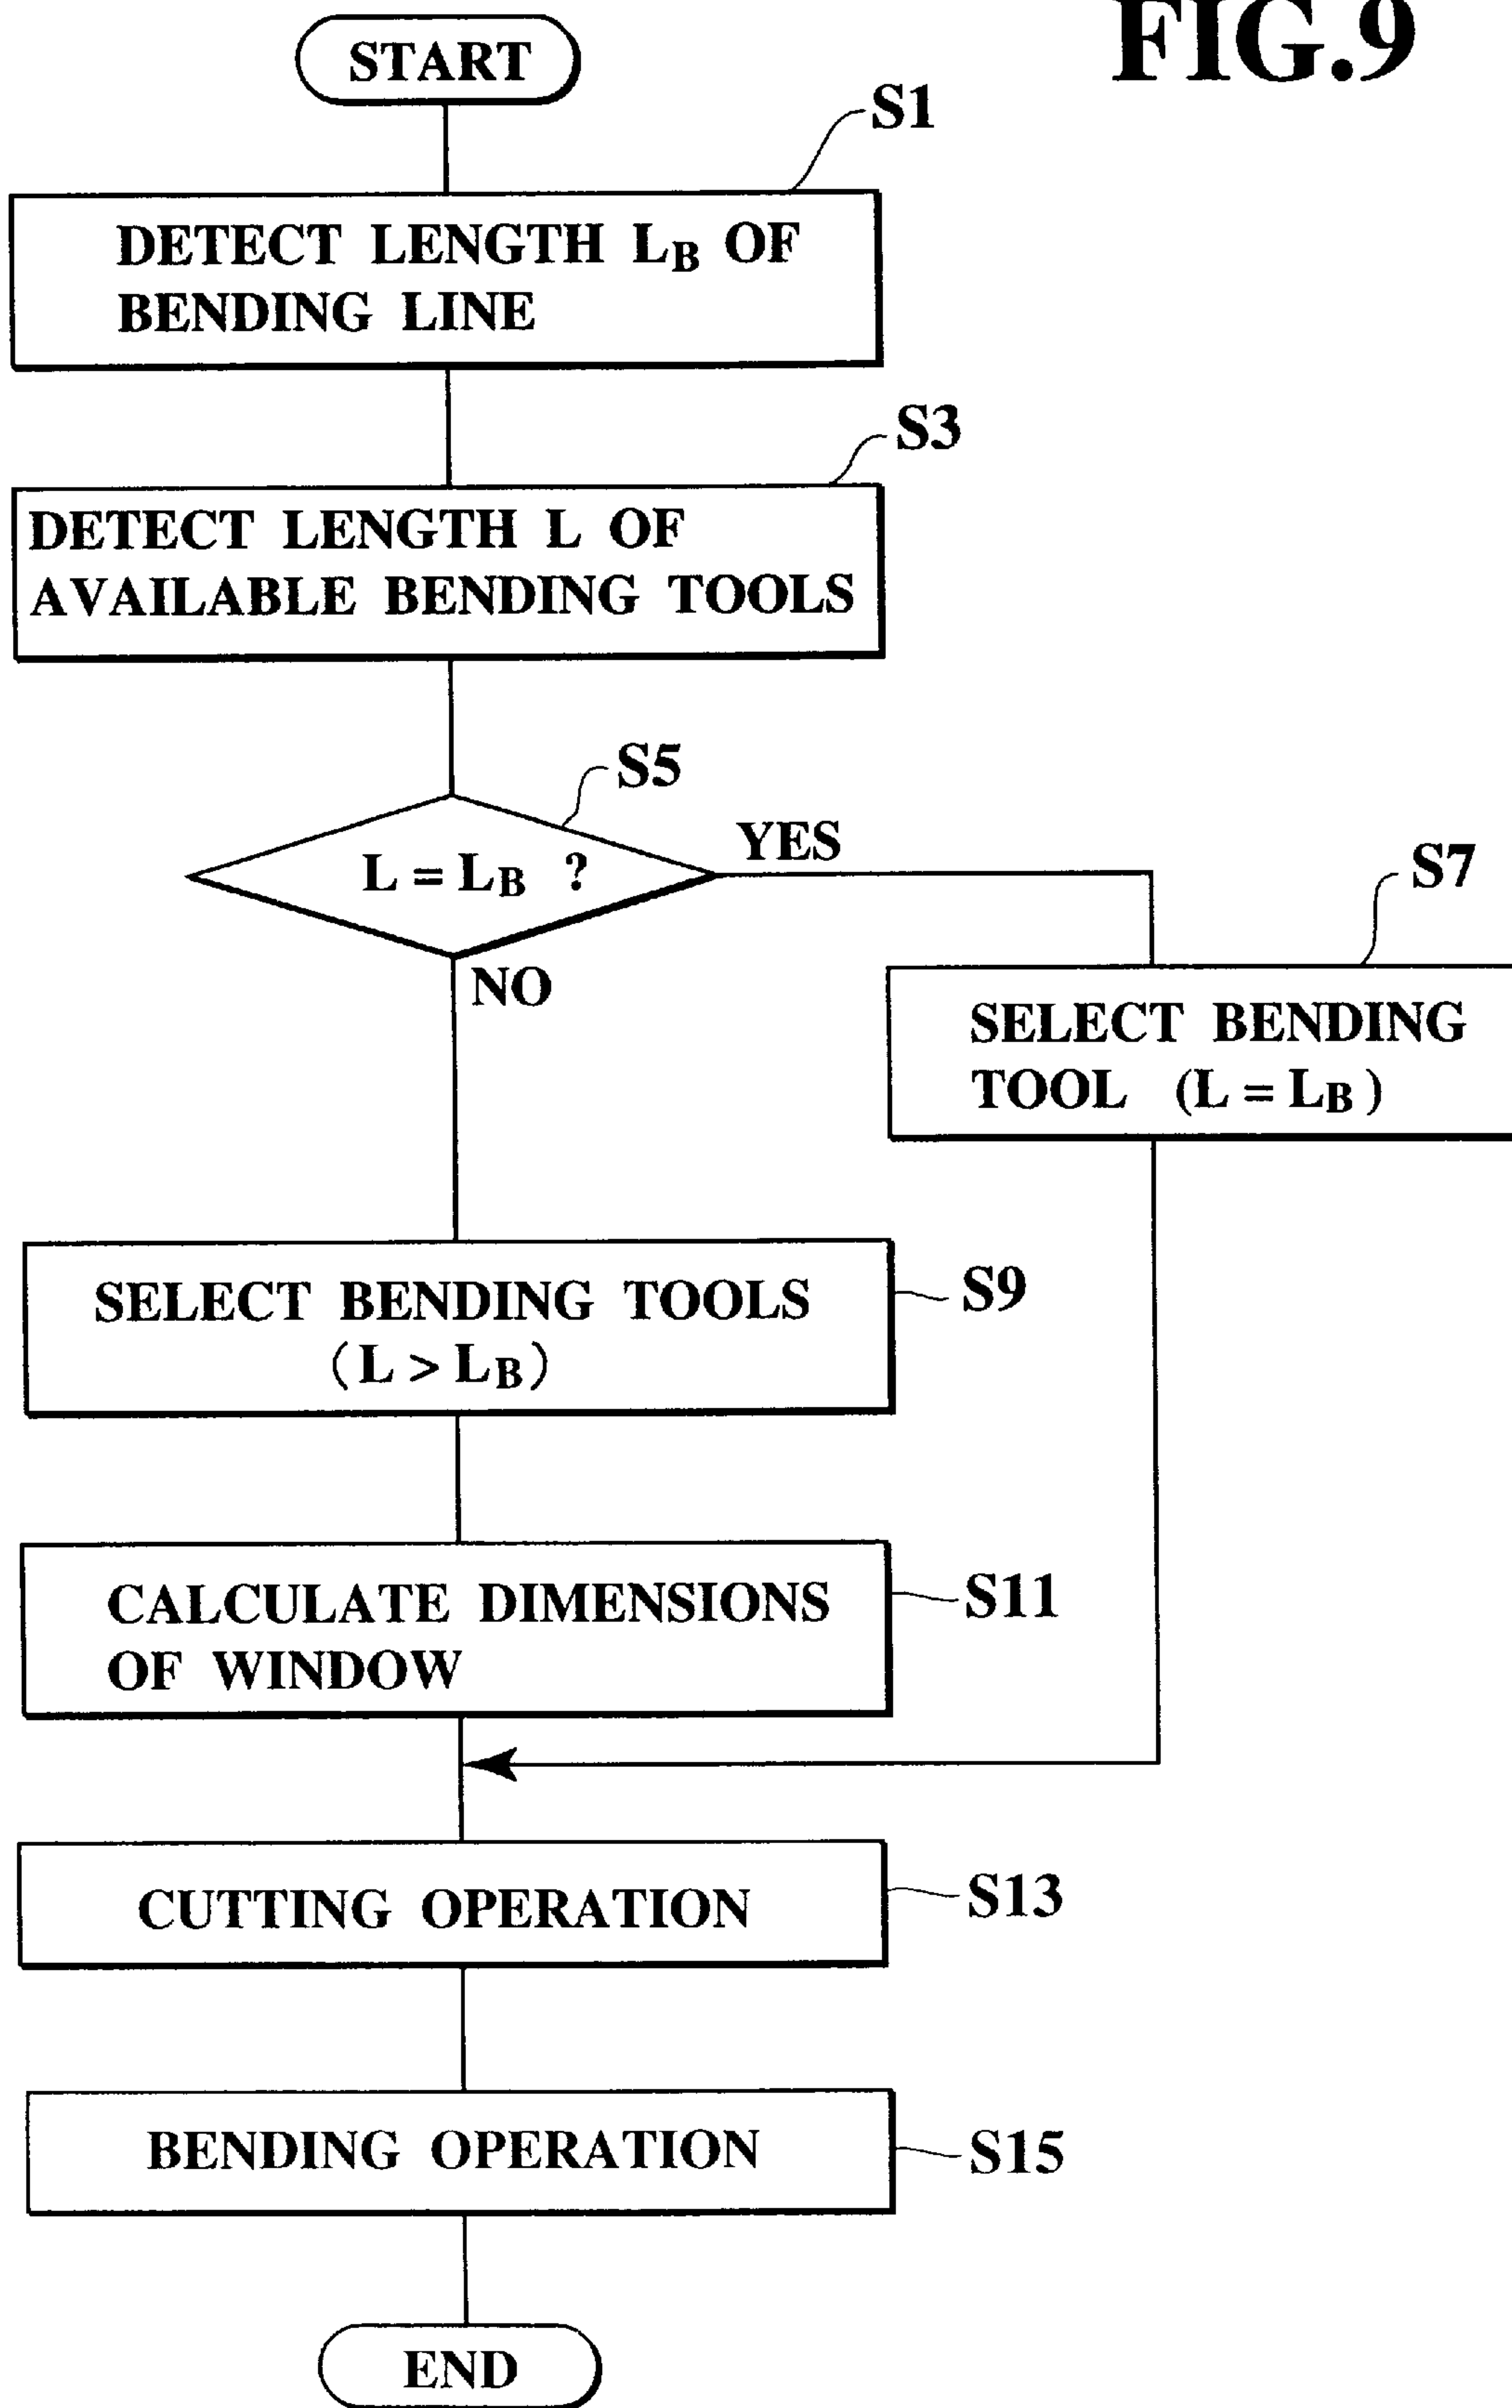 FIG.9
START
S1
DETECT LENGTH LB OF
BENDING LINE
S3
DETECT LENGTH L OF
AVAILABLE BENDING TOOLS
S5
L = LB ?
YES
NO
S7
SELECT BENDING
TOOL (L = LB)
SELECT BENDING TOOLS
(L > LB)
S9
CALCULATE DIMENSIONS
OF WINDOW
S11
CUTTING OPERATION
S13
BENDING OPERATION
S15
END